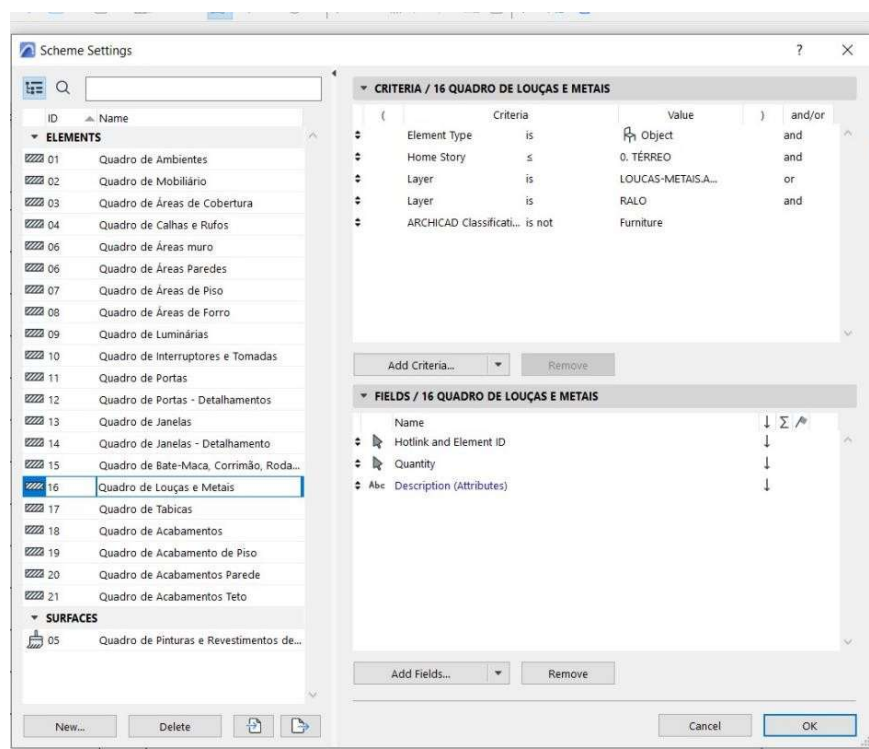 Scheme Settings
? ×
ID Name
ELEMENTS
01 Quadro de Ambientes
02 Quadro de Mobiliário
03 Quadro de Áreas de Cobertura
04 Quadro de Calhas e Rufos
06 Quadro de Áreas muro
06 Quadro de Áreas Paredes
07 Quadro de Áreas de Piso
08 Quadro de Áreas de Forro
09 Quadro de Luminárias
10 Quadro de Interruptores e Tomadas
11 Quadro de Portas
12 Quadro de Portas - Detalhamentos
13 Quadro de Janelas
14 Quadro de Janelas - Detalhamento
15 Quadro de Bate-Maca, Corrimão, Roda...
16 Quadro de Louças e Metais
17 Quadro de Tabicas
18 Quadro de Acabamentos
19 Quadro de Acabamento de Piso
20 Quadro de Acabamentos Parede
21 Quadro de Acabamentos Teto
SURFACES
05 Quadro de Pinturas e Revestimentos de...
New... Delete
CRITERIA / 16 QUADRO DE LOUÇAS E METAIS
( Criteria Value ) and/or
Element Type is Object and
Home Story ≤ 0. TÉRREO and
Layer is LOUCAS-METAIS.A... or
Layer is RALO and
ARCHICAD Classificati... is not Furniture
Add Criteria... Remove
FIELDS / 16 QUADRO DE LOUÇAS E METAIS
Name ↓ Σ
Hotlink and Element ID ↓
Quantity ↓
Abc Description (Attributes) ↓
Add Fields... Remove
Cancel OK